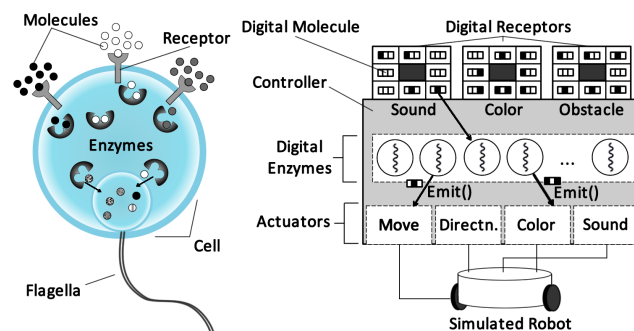 Molecules
Receptor
Enzymes
Cell
Flagella
Digital Molecule
Digital Receptors
Controller
Sound
Color
Obstacle
Digital
Enzymes
...
Emit()
Emit()
Actuators
Move
Directn.
Color
Sound
Simulated Robot